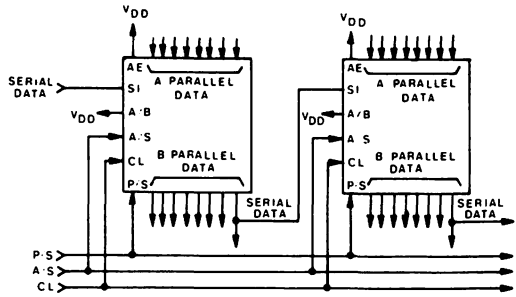 VDD
AE
A PARALLEL
DATA
SERIAL
DATA
SI
VDD
A/B
A/S
B PARALLEL
DATA
CL
P/S
SERIAL
DATA
VDD
AE
A PARALLEL
DATA
SI
VDD
A/B
A/S
B PARALLEL
DATA
CL
P/S
SERIAL
DATA
P/S
A/S
CL